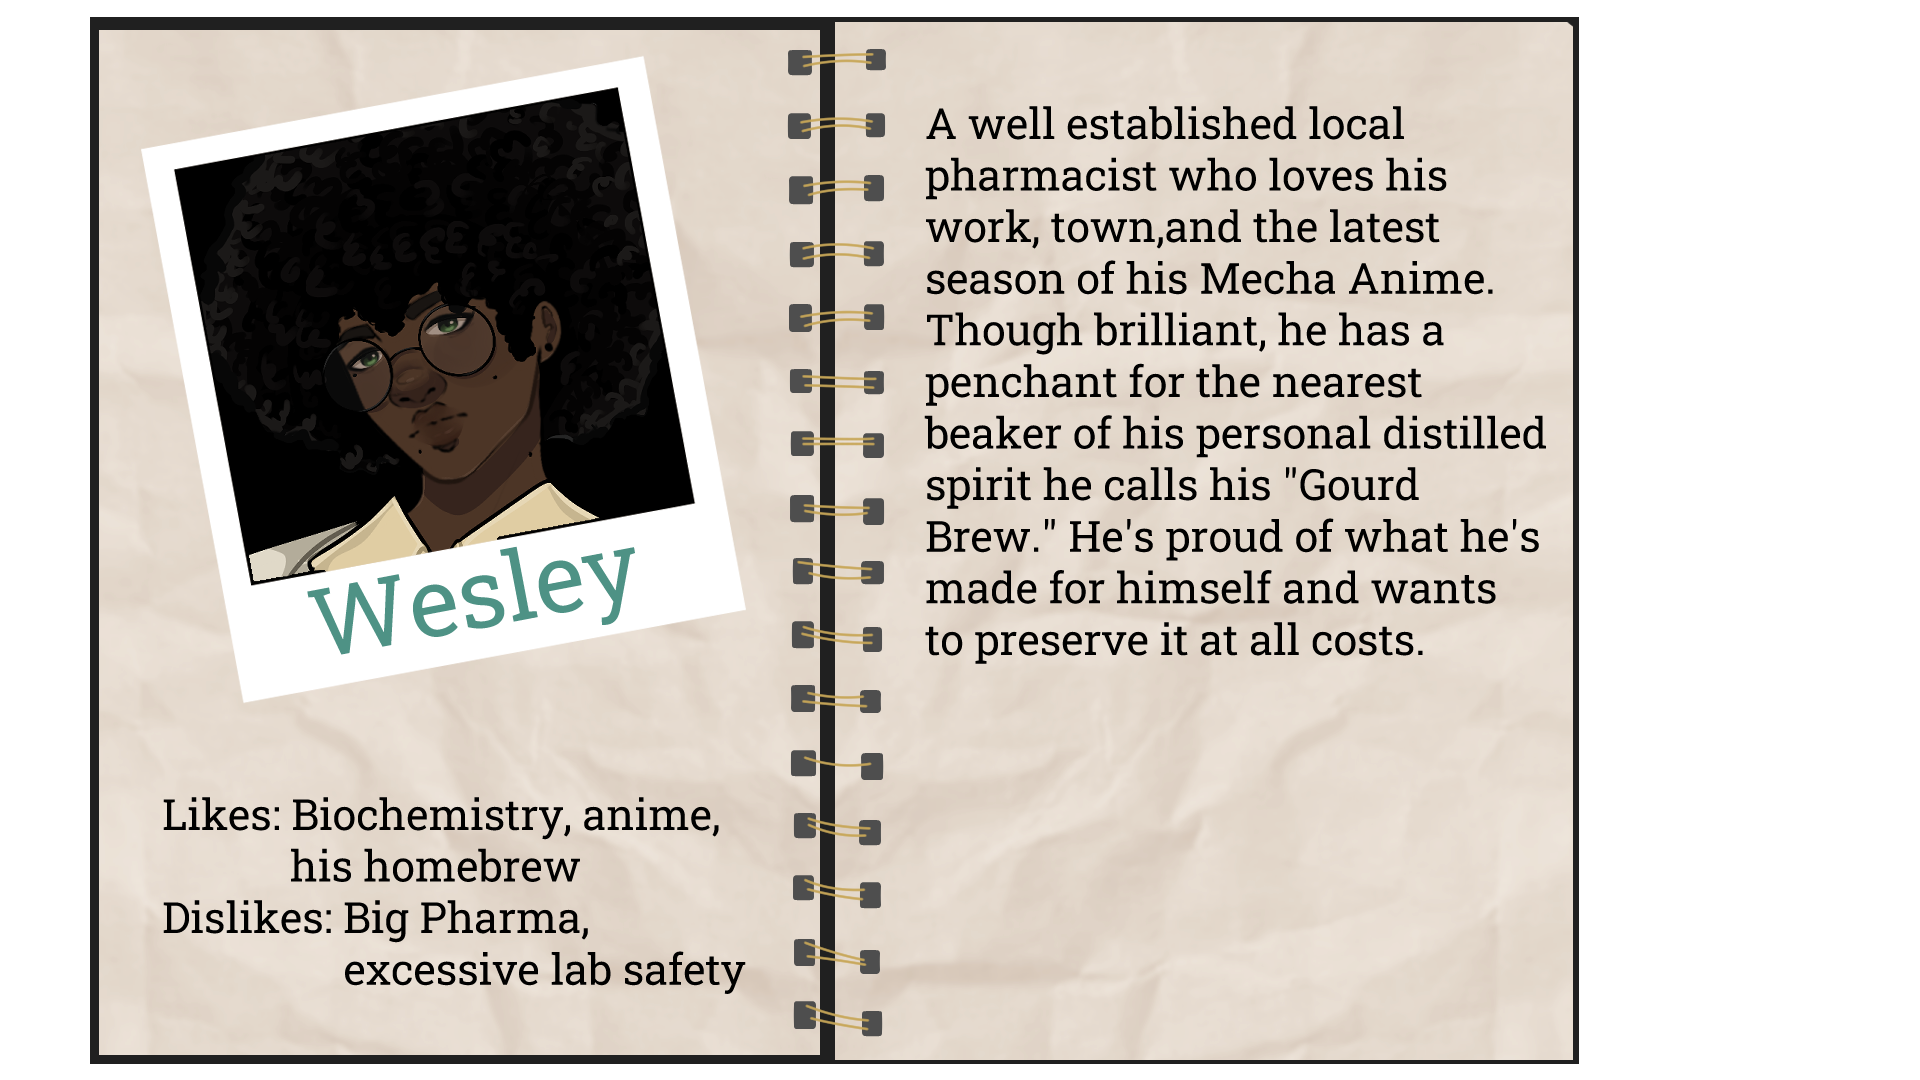 Wesley
Likes: Biochemistry, anime,
his homebrew
Dislikes: Big Pharma,
excessive lab safety
A well established local
pharmacist who loves his
work, town,and the latest
season of his Mecha Anime.
Though brilliant, he has a
penchant for the nearest
beaker of his personal distilled
spirit he calls his "Gourd
Brew." He's proud of what he's
made for himself and wants
to preserve it at all costs.